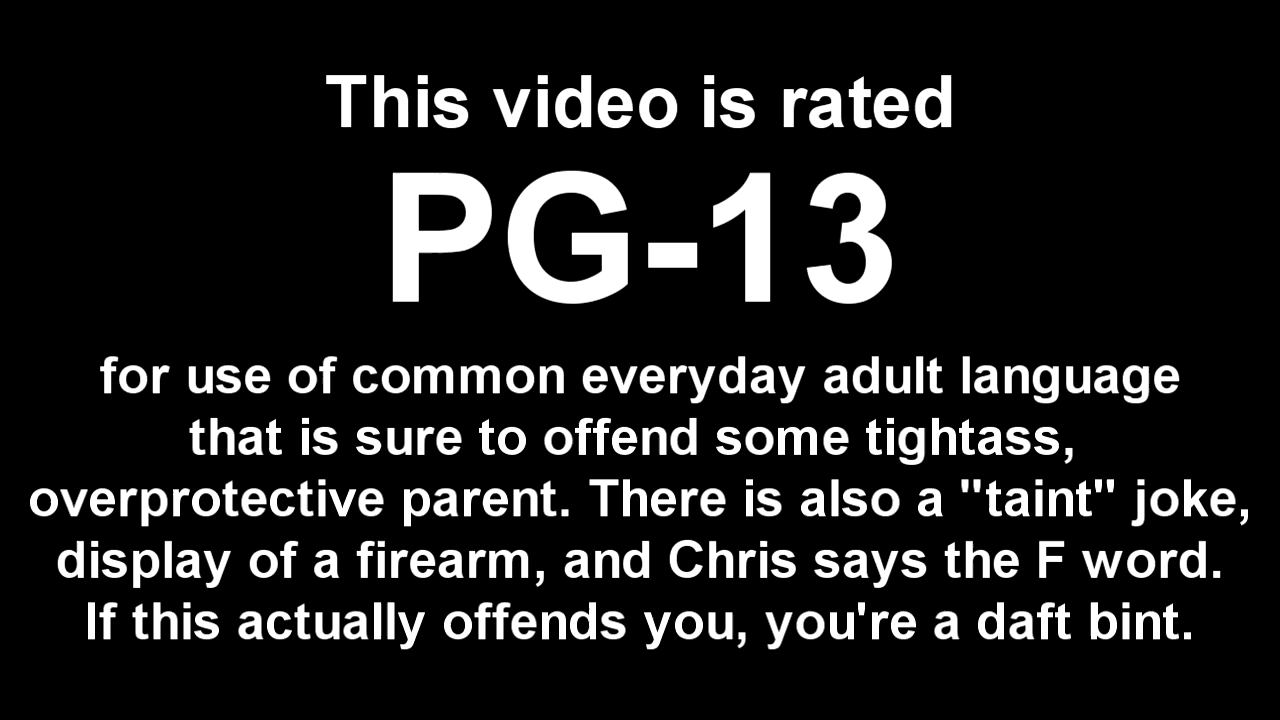 This video is rated
PG-13
for use of common everyday adult language
that is sure to offend some tightass,
overprotective parent. There is also a "taint" joke,
display of a firearm, and Chris says the F word.
If this actually offends you, you're a daft bint.